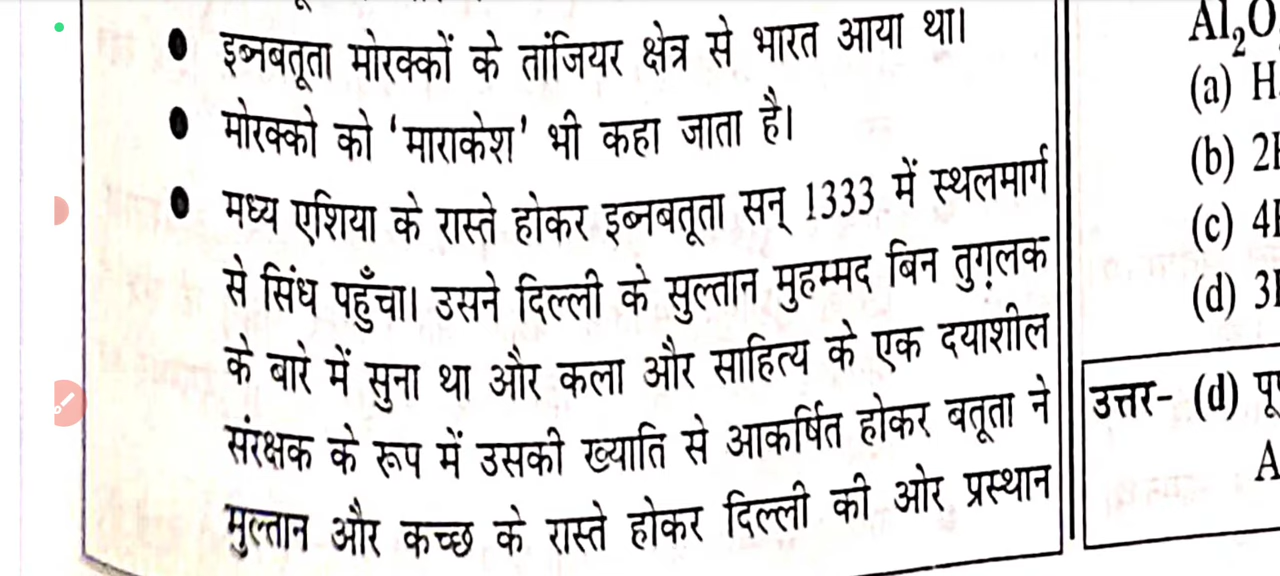 ● इब्नबतूता मोरक्कों के तांजियर क्षेत्र से भारत आया था।
● मोरक्को को ‘माराकेश’ भी कहा जाता है।
● मध्य एशिया के रास्ते होकर इब्नबतूता सन् 1333 में स्थलमार्ग
से सिंध पहुँचा। उसने दिल्ली के सुल्तान मुहम्मद बिन तुग़लक
के बारे में सुना था और कला और साहित्य के एक दयाशील
संरक्षक के रूप में उसकी ख्याति से आकर्षित होकर बतूता ने
मुल्तान और कच्छ के रास्ते होकर दिल्ली की ओर प्रस्थान
Al₂O
(a) H
(b) 2
(c) 4
(d) 3
उत्तर- (d)
A